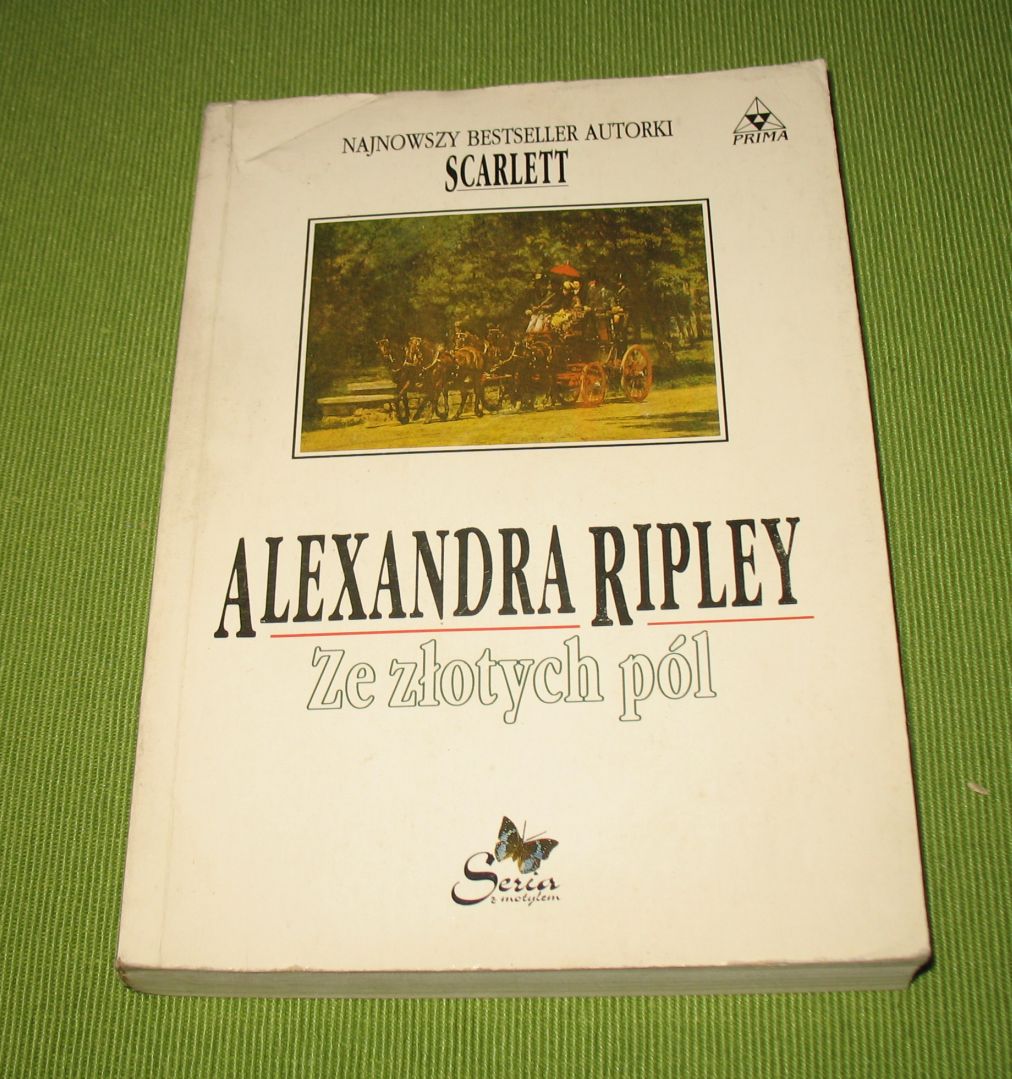 NAJNOWSZY BESTSELLER AUTORKI
SCARLETT
PRIMA
ALEXANDRA RIPLEY
Ze złotych pól
Seria
z motylem